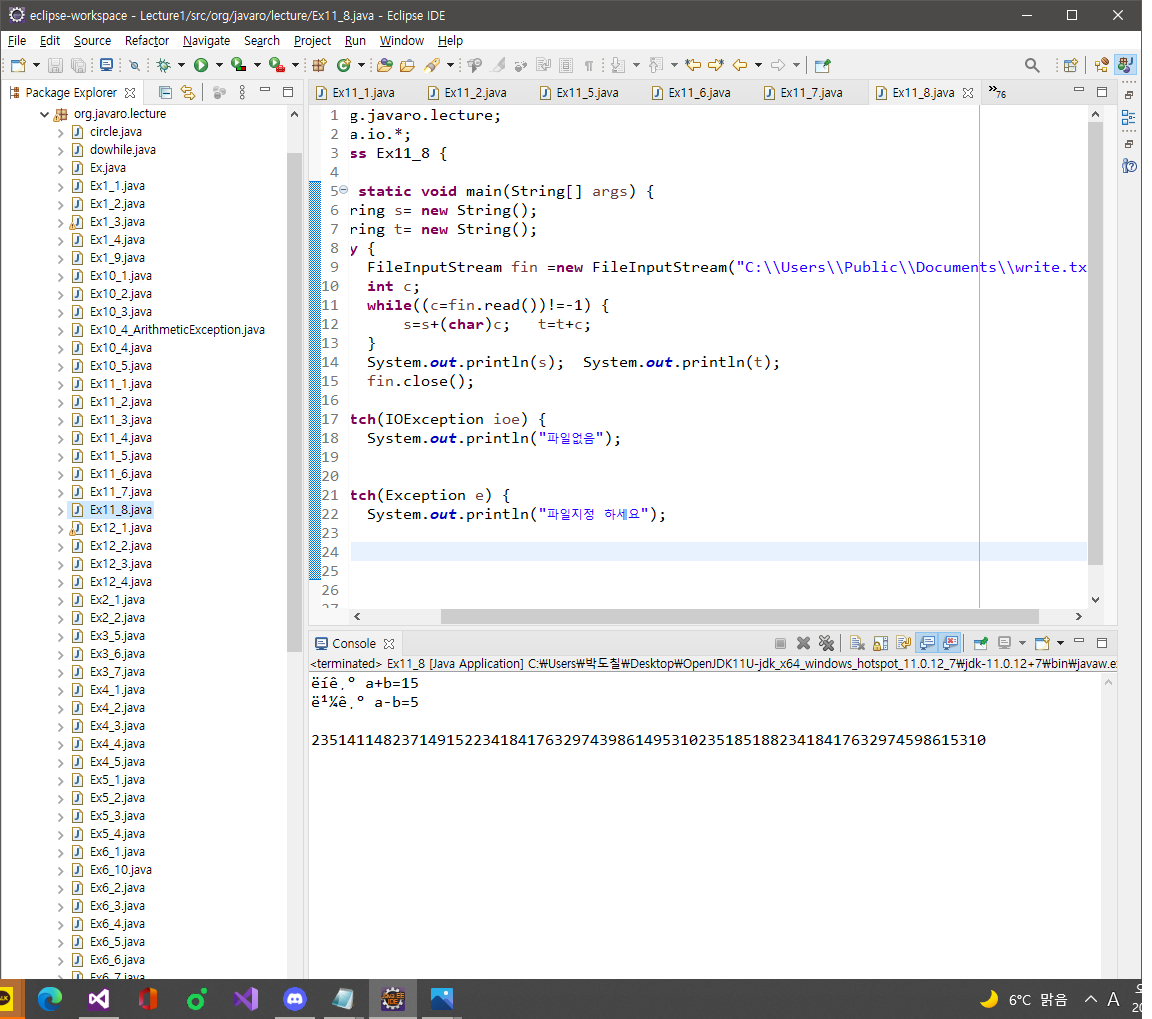 eclipse-workspace - Lecture1/src/org/javaro/lecture/Ex11_8.java - Eclipse IDE
File Edit Source Refactor Navigate Search Project Run Window Help
Package Explorer
org.javaro.lecture
circle.java
dowhile.java
Ex.java
Ex1_1.java
Ex1_2.java
Ex1_3.java
Ex1_4.java
Ex1_9.java
Ex10_1.java
Ex10_2.java
Ex10_3.java
Ex10_4_ArithmeticException.java
Ex10_4.java
Ex10_5.java
Ex11_1.java
Ex11_2.java
Ex11_3.java
Ex11_4.java
Ex11_5.java
Ex11_6.java
Ex11_7.java
Ex11_8.java
Ex12_1.java
Ex12_2.java
Ex12_3.java
Ex12_4.java
Ex2_1.java
Ex2_2.java
Ex3_5.java
Ex3_6.java
Ex3_7.java
Ex4_1.java
Ex4_2.java
Ex4_3.java
Ex4_4.java
Ex4_5.java
Ex5_1.java
Ex5_2.java
Ex5_3.java
Ex5_4.java
Ex6_1.java
Ex6_10.java
Ex6_2.java
Ex6_3.java
Ex6_4.java
Ex6_5.java
Ex6_6.java
Ex6_7.java
Ex11_1.java Ex11_2.java Ex11_5.java Ex11_6.java Ex11_7.java Ex11_8.java »76
1 g.javaro.lecture;
2 a.io.*;
3 ss Ex11_8 {
4
5 static void main(String[] args) {
6 ring s= new String();
7 ring t= new String();
8 y {
9 FileInputStream fin =new FileInputStream("C:\\Users\\Public\\Documents\\write.tx
10 int c;
11 while((c=fin.read())!=-1) {
12 s=s+(char)c; t=t+c;
13 }
14 System.out.println(s); System.out.println(t);
15 fin.close();
16
17 tch(IOException ioe) {
18 System.out.println("파일없음");
19
20
21 tch(Exception e) {
22 System.out.println("파일지정 하세요");
23
24
25
26
27
Console
<terminated> Ex11_8 [Java Application] C:₩Users₩박도칠₩Desktop₩OpenJDK11U-jdk_x64_windows_hotspot_11.0.12_7₩jdk-11.0.12+7₩bin₩javaw.e
ëíê¸° a+b=15
ë¹¼ê¸° a-b=5
2351411482371491522341841763297439861495310235185188234184176329745986153​10
6°C 맑음 A